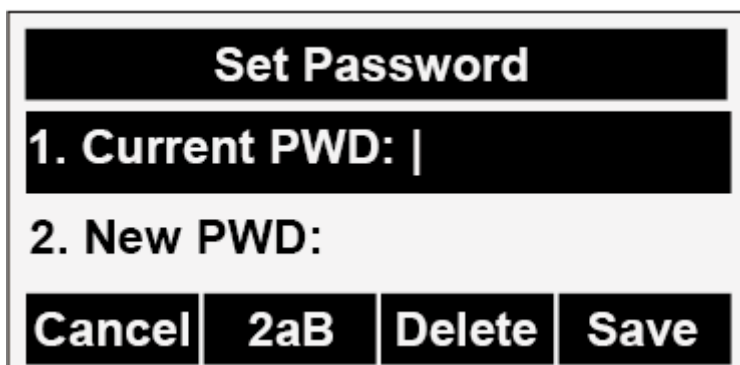 Set Password
1. Current PWD: |
2. New PWD:
Cancel 2aB Delete Save